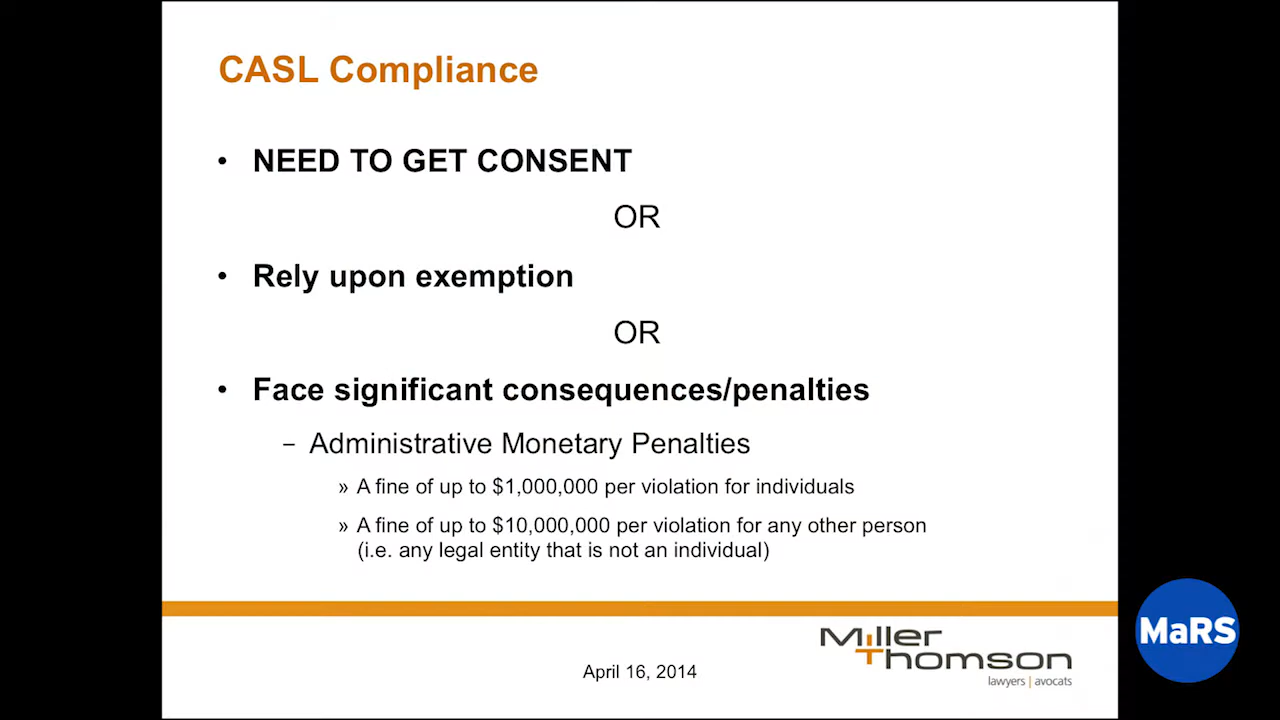 CASL Compliance
• NEED TO GET CONSENT
OR
• Rely upon exemption
OR
• Face significant consequences/penalties
– Administrative Monetary Penalties
» A fine of up to $1,000,000 per violation for individuals
» A fine of up to $10,000,000 per violation for any other person
(i.e. any legal entity that is not an individual)
Miller
Thomson
lawyers | avocats
April 16, 2014
MaRS